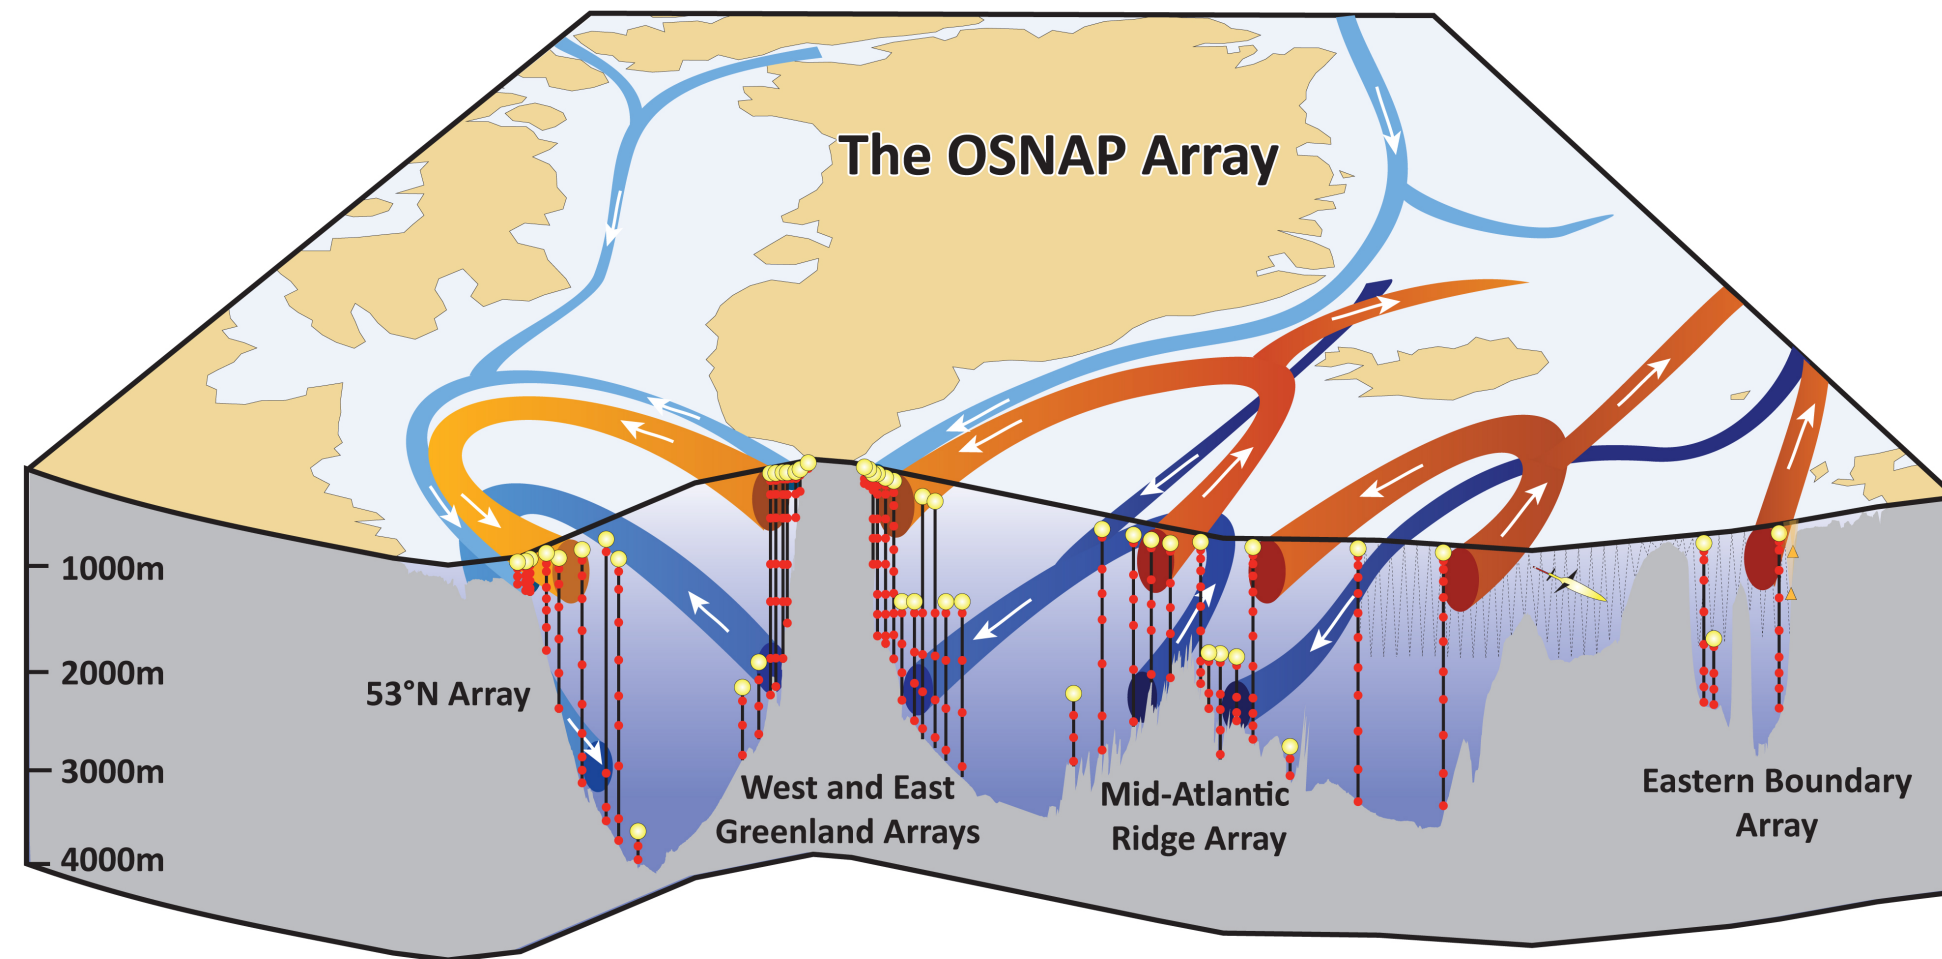 The OSNAP Array
1000m
2000m
3000m
4000m
53°N Array
West and East
Greenland Arrays
Mid-Atlantic
Ridge Array
Eastern Boundary
Array